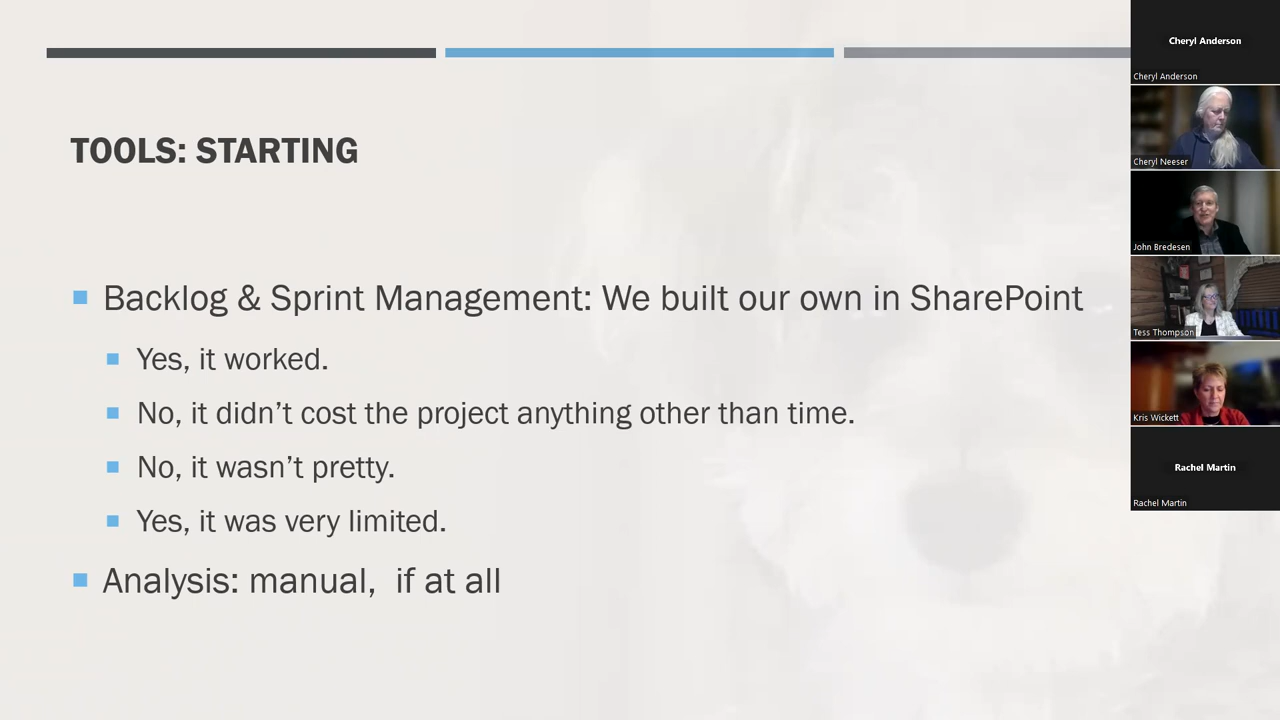 TOOLS: STARTING
Backlog & Sprint Management: We built our own in SharePoint
Yes, it worked.
No, it didn’t cost the project anything other than time.
No, it wasn’t pretty.
Yes, it was very limited.
Analysis: manual,  if at all
Cheryl Anderson
Cheryl Anderson
Cheryl Neeser
John Bredesen
Tess Thompson
Kris Wickett
Rachel Martin
Rachel Martin